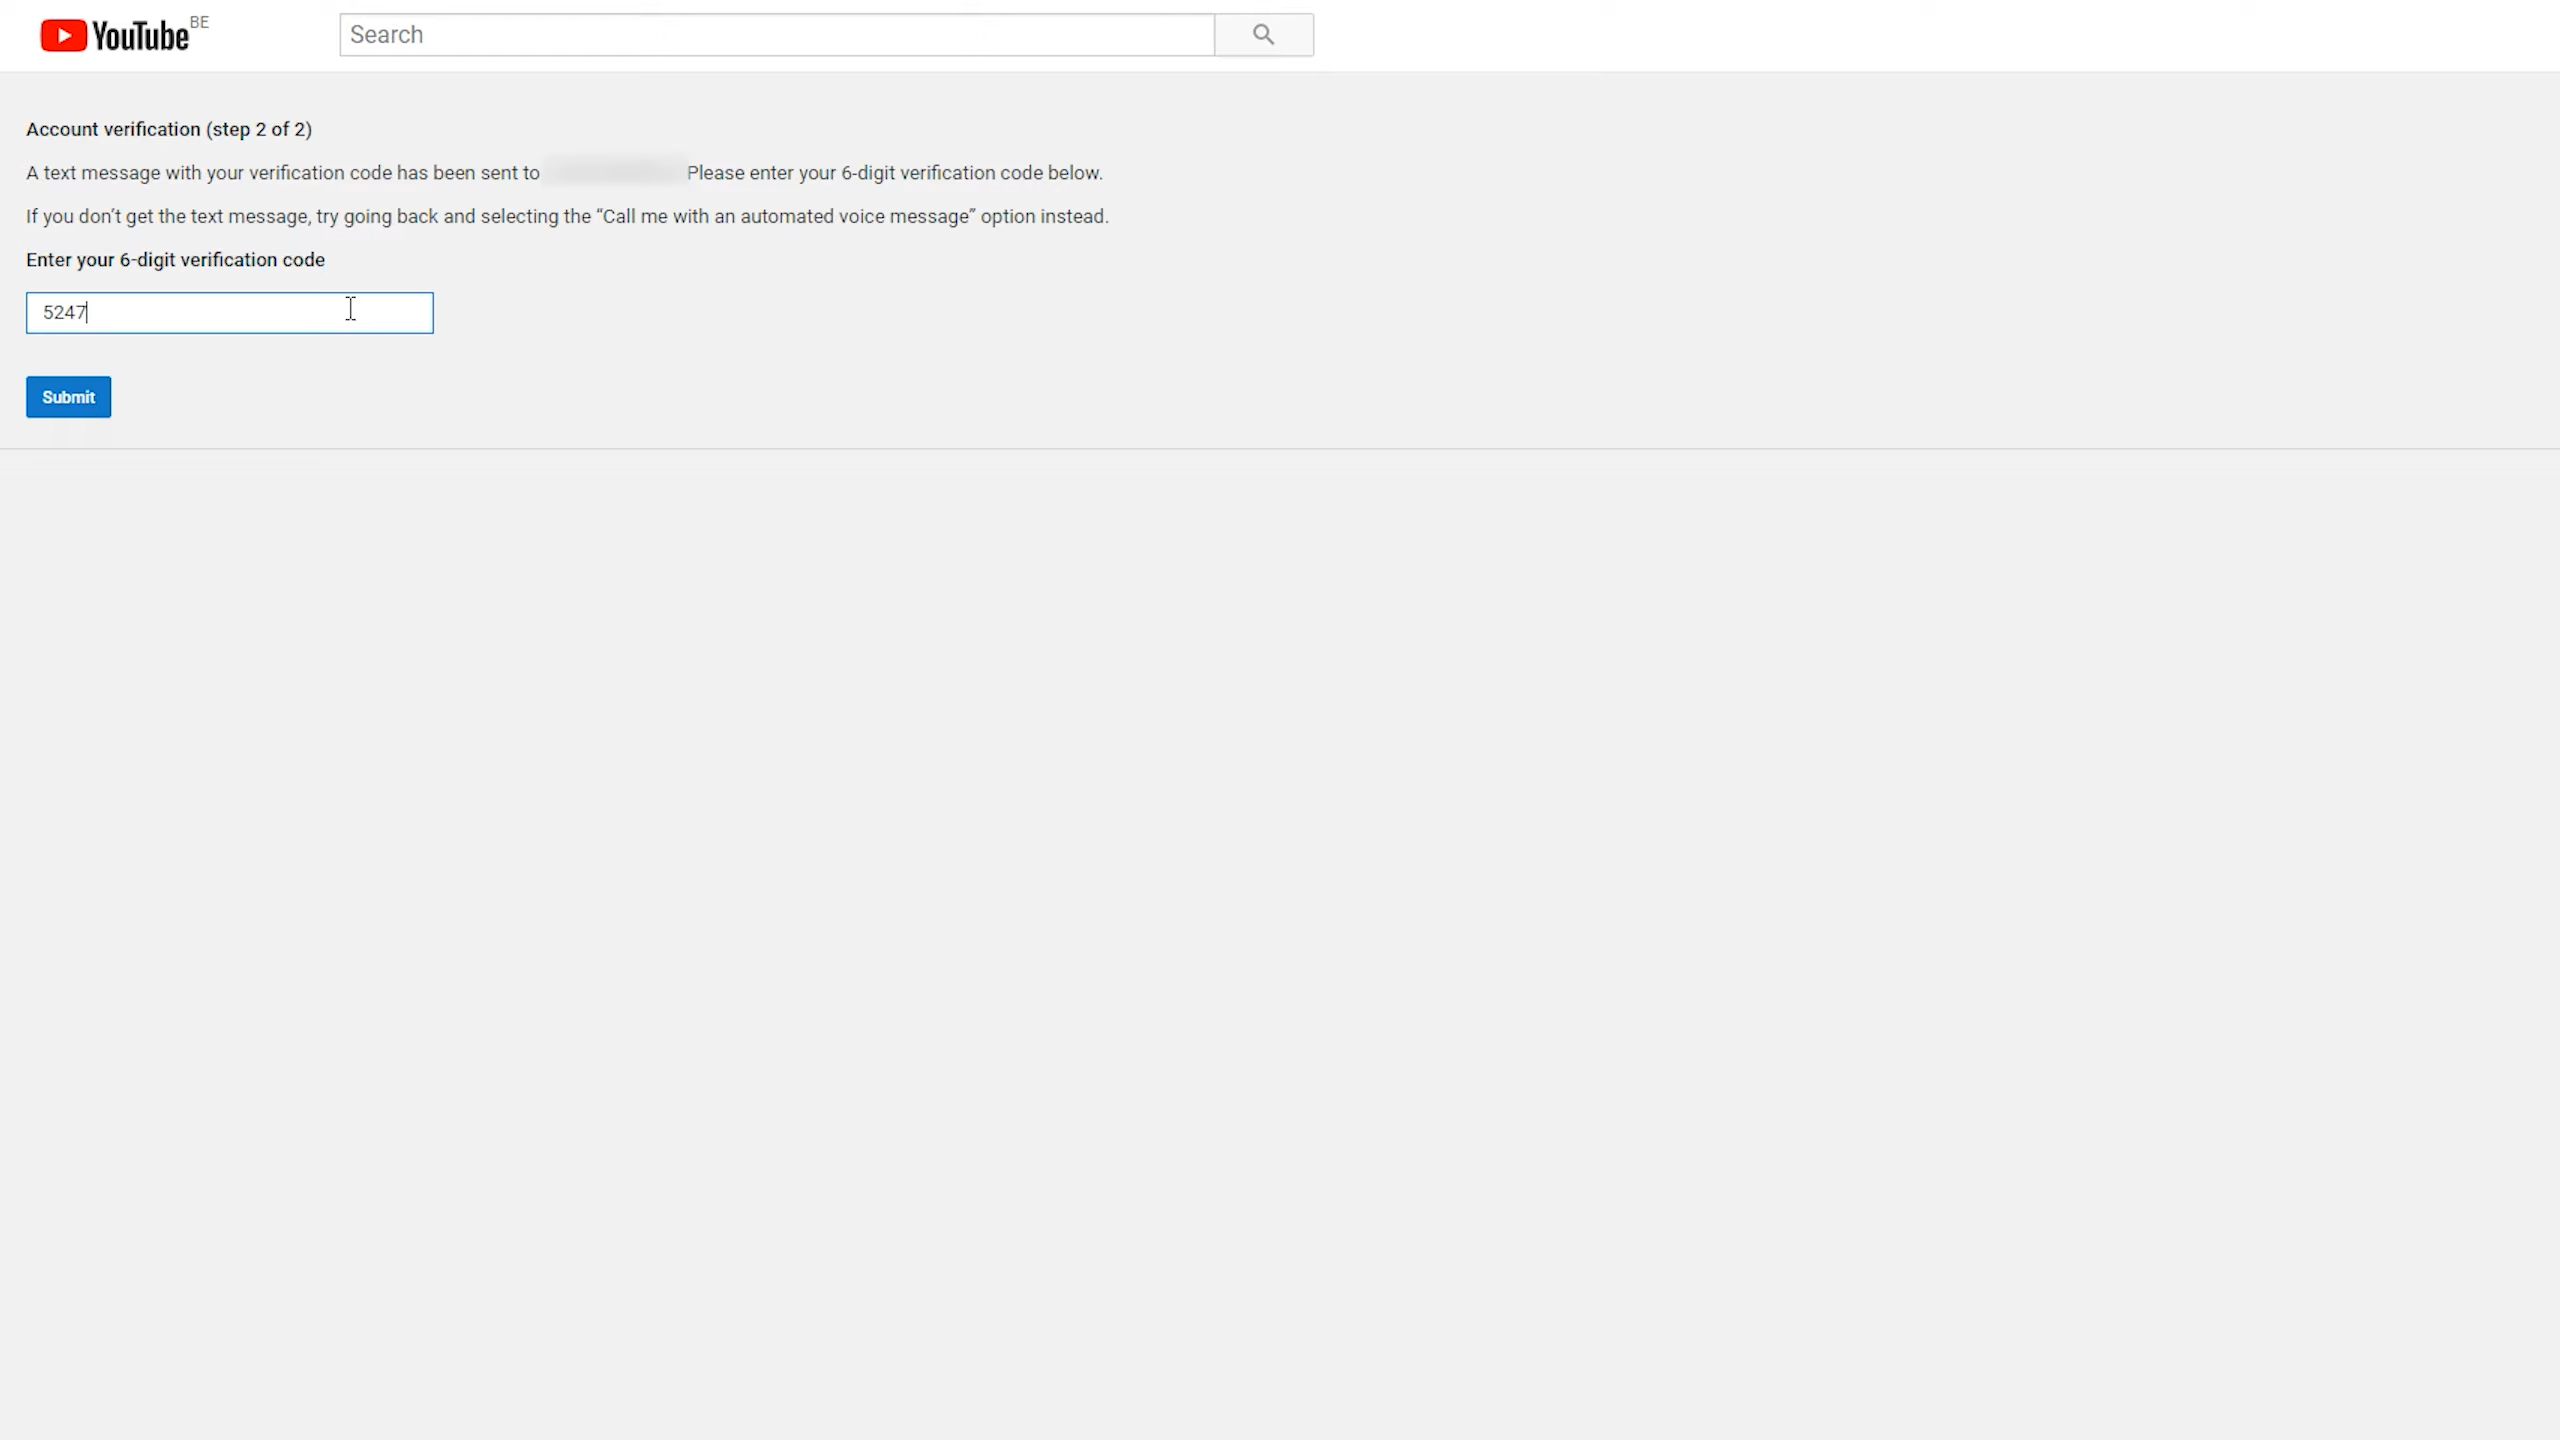 YouTube BE
Search
Account verification (step 2 of 2)
A text message with your verification code has been sent to Please enter your 6-digit verification code below.
If you don’t get the text message, try going back and selecting the “Call me with an automated voice message” option instead.
Enter your 6-digit verification code
5247
Submit